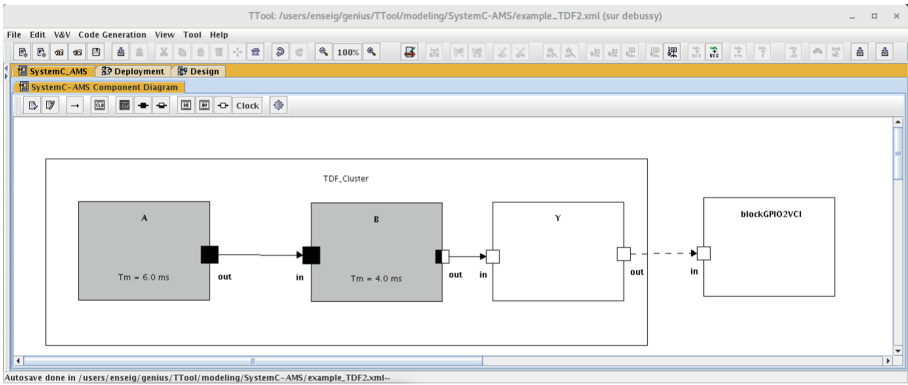 TTool: /users/enseig/genius/TTool/modeling/SystemC-AMS/example_TDF2.xml (sur debussy)
File Edit V&V Code Generation View Tool Help
100%
SystemC_AMS Deployment Design
SystemC-AMS Component Diagram
Clock
TDF_Cluster
A B Y blockGPIO2VCI
out in out in out in
Tm = 6.0 ms Tm = 4.0 ms
Autosave done in /users/enseig/genius/TTool/modeling/SystemC-AMS/example_TDF2.xml~